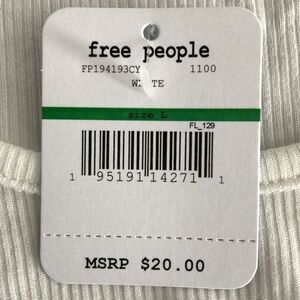 free people
FP194193CY 1100
WHITE
size L
FL_129
1 95191 14271 1
MSRP $20.00